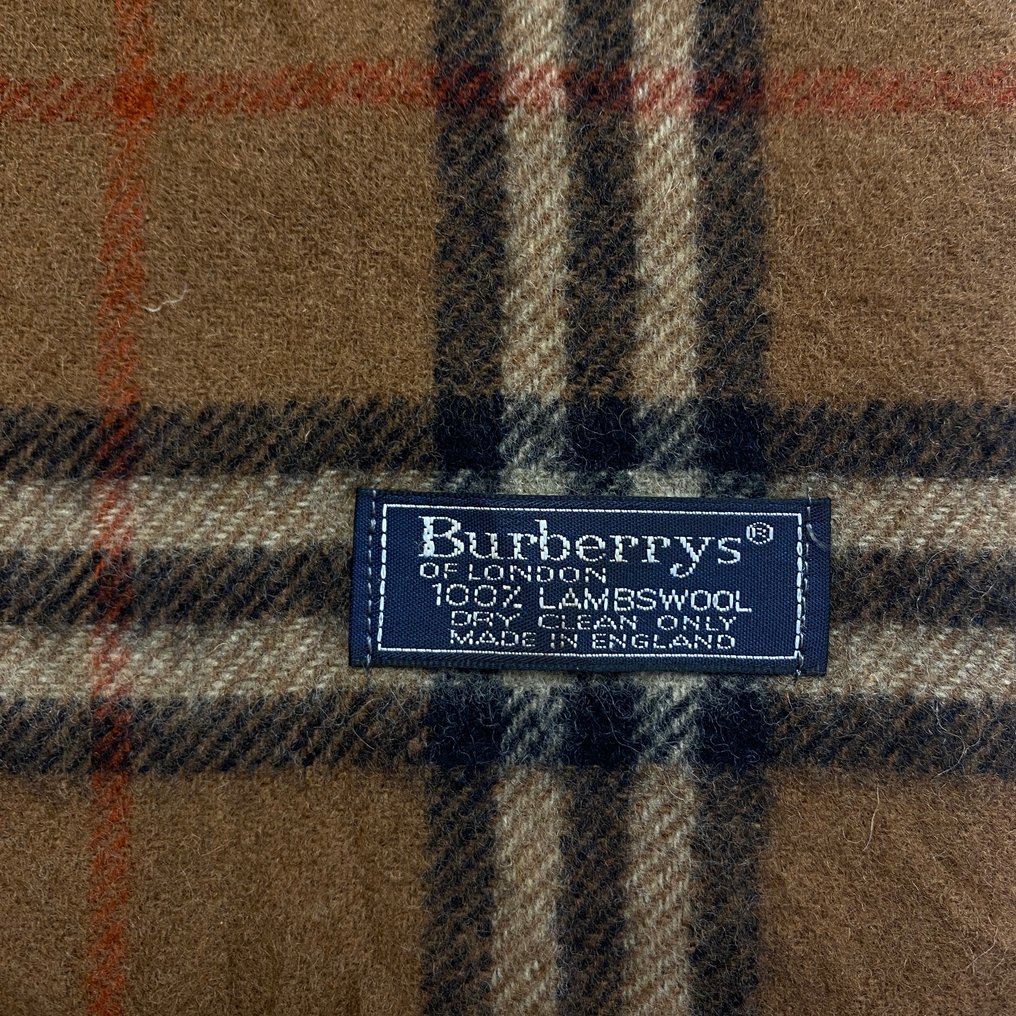 Burberrys®
OF LONDON
100% LAMBSWOOL
DRY CLEAN ONLY
MADE IN ENGLAND